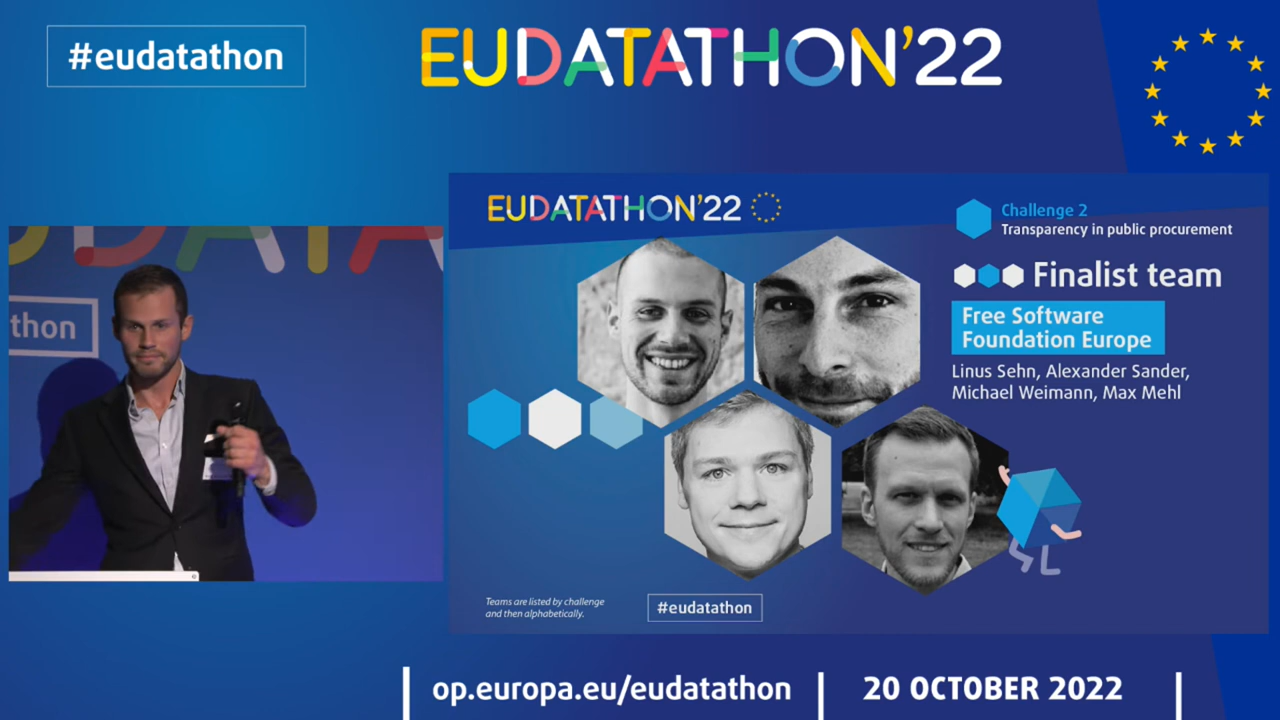 #eudatathon
EUDATATHON'22
EUDATA
thon
EUDATATHON'22
Challenge 2
Transparency in public procurement
Finalist team
Free Software
Foundation Europe
Linus Sehn, Alexander Sander,
Michael Weimann, Max Mehl
Teams are listed by challenge
and then alphabetically.
#eudatathon
op.europa.eu/eudatathon
20 OCTOBER 2022